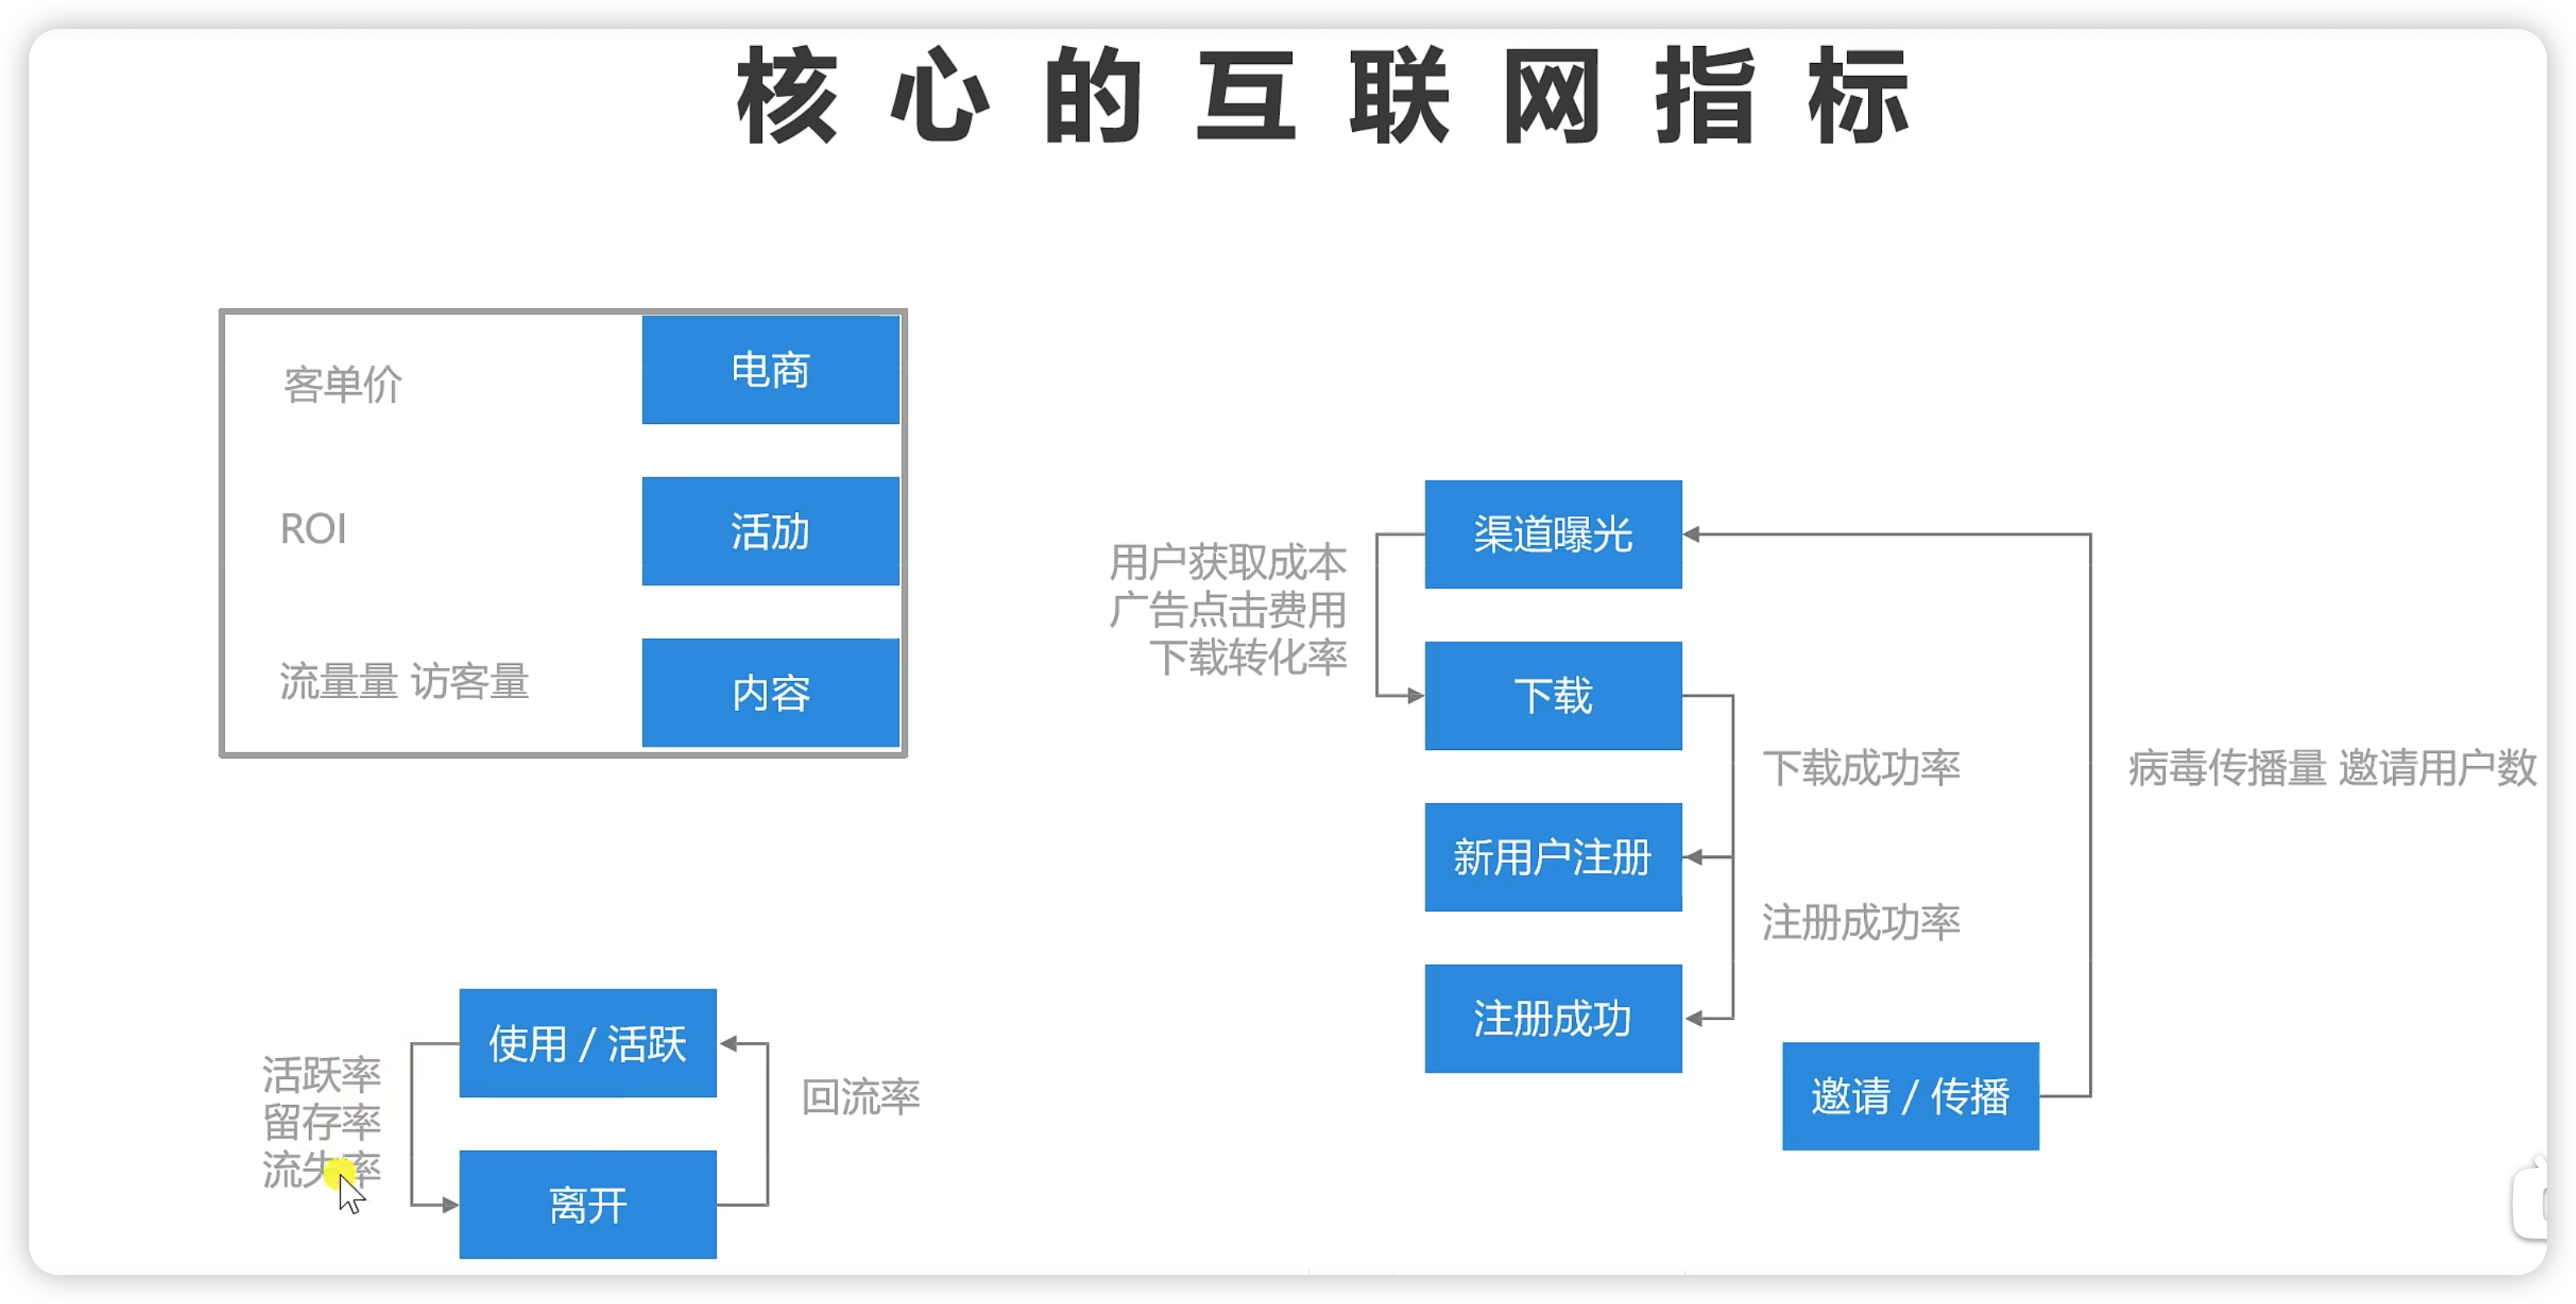 核心的互联网指标
客单价
电商
ROI
活动
流量量 访客量
内容
渠道曝光
用户获取成本
广告点击费用
下载转化率
下载
下载成功率
病毒传播量 邀请用户数
新用户注册
注册成功率
注册成功
邀请 / 传播
使用 / 活跃
活跃率
留存率
流失率
回流率
离开